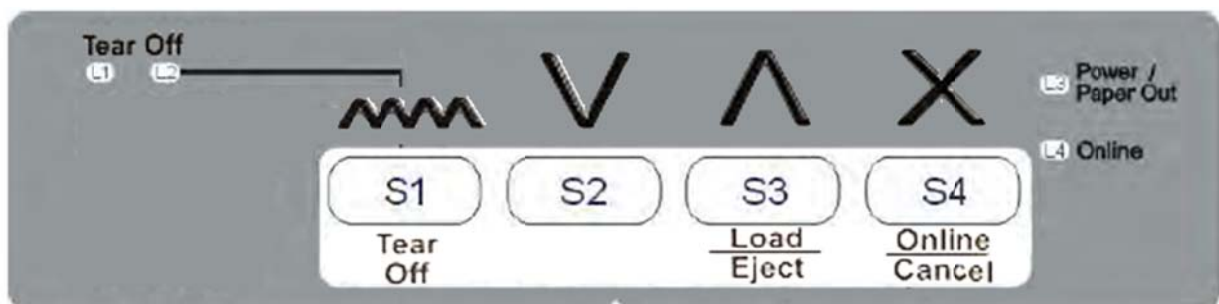 Tear Off
L1 L2
L3 Power /
Paper Out
L4 Online
S1 S2 S3 S4
Tear
Off
Load
Eject
Online
Cancel